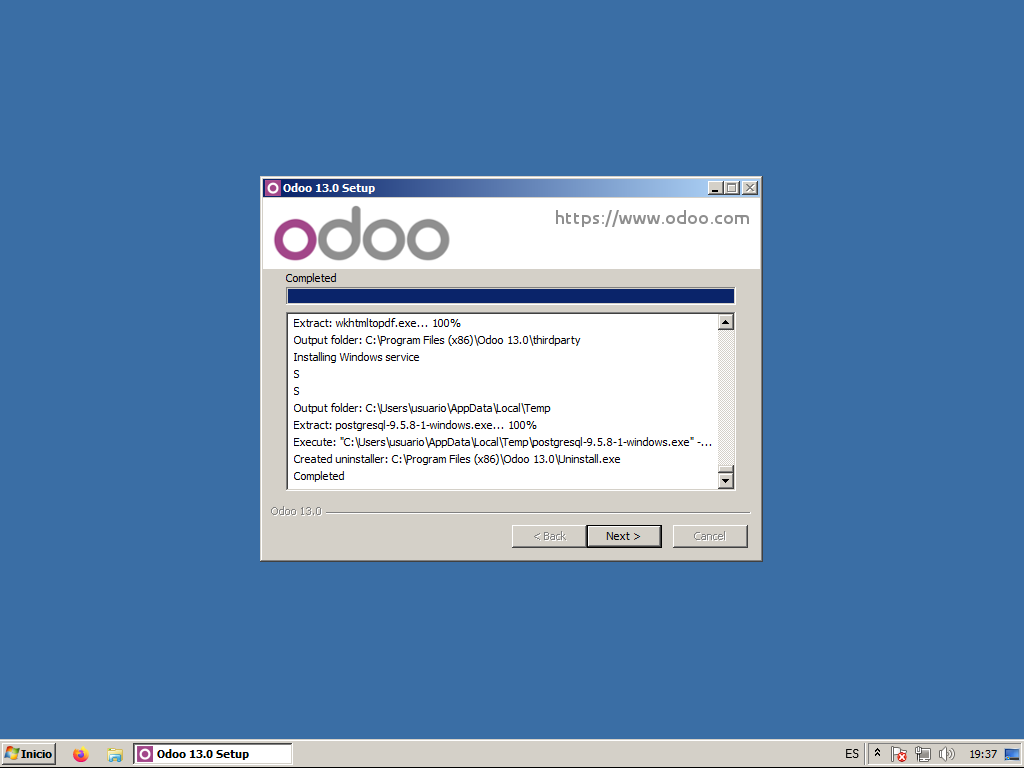 Odoo 13.0 Setup
odoo
https://www.odoo.com
Completed
Extract: wkhtmltopdf.exe... 100%
Output folder: C:\Program Files (x86)\Odoo 13.0\thirdparty
Installing Windows service
S
S
Output folder: C:\Users\usuario\AppData\Local\Temp
Extract: postgresql-9.5.8-1-windows.exe... 100%
Execute: "C:\Users\usuario\AppData\Local\Temp\postgresql-9.5.8-1-windows.exe" -...
Created uninstaller: C:\Program Files (x86)\Odoo 13.0\Uninstall.exe
Completed
Odoo 13.0
< Back
Next >
Cancel
Inicio
Odoo 13.0 Setup
ES
19:37